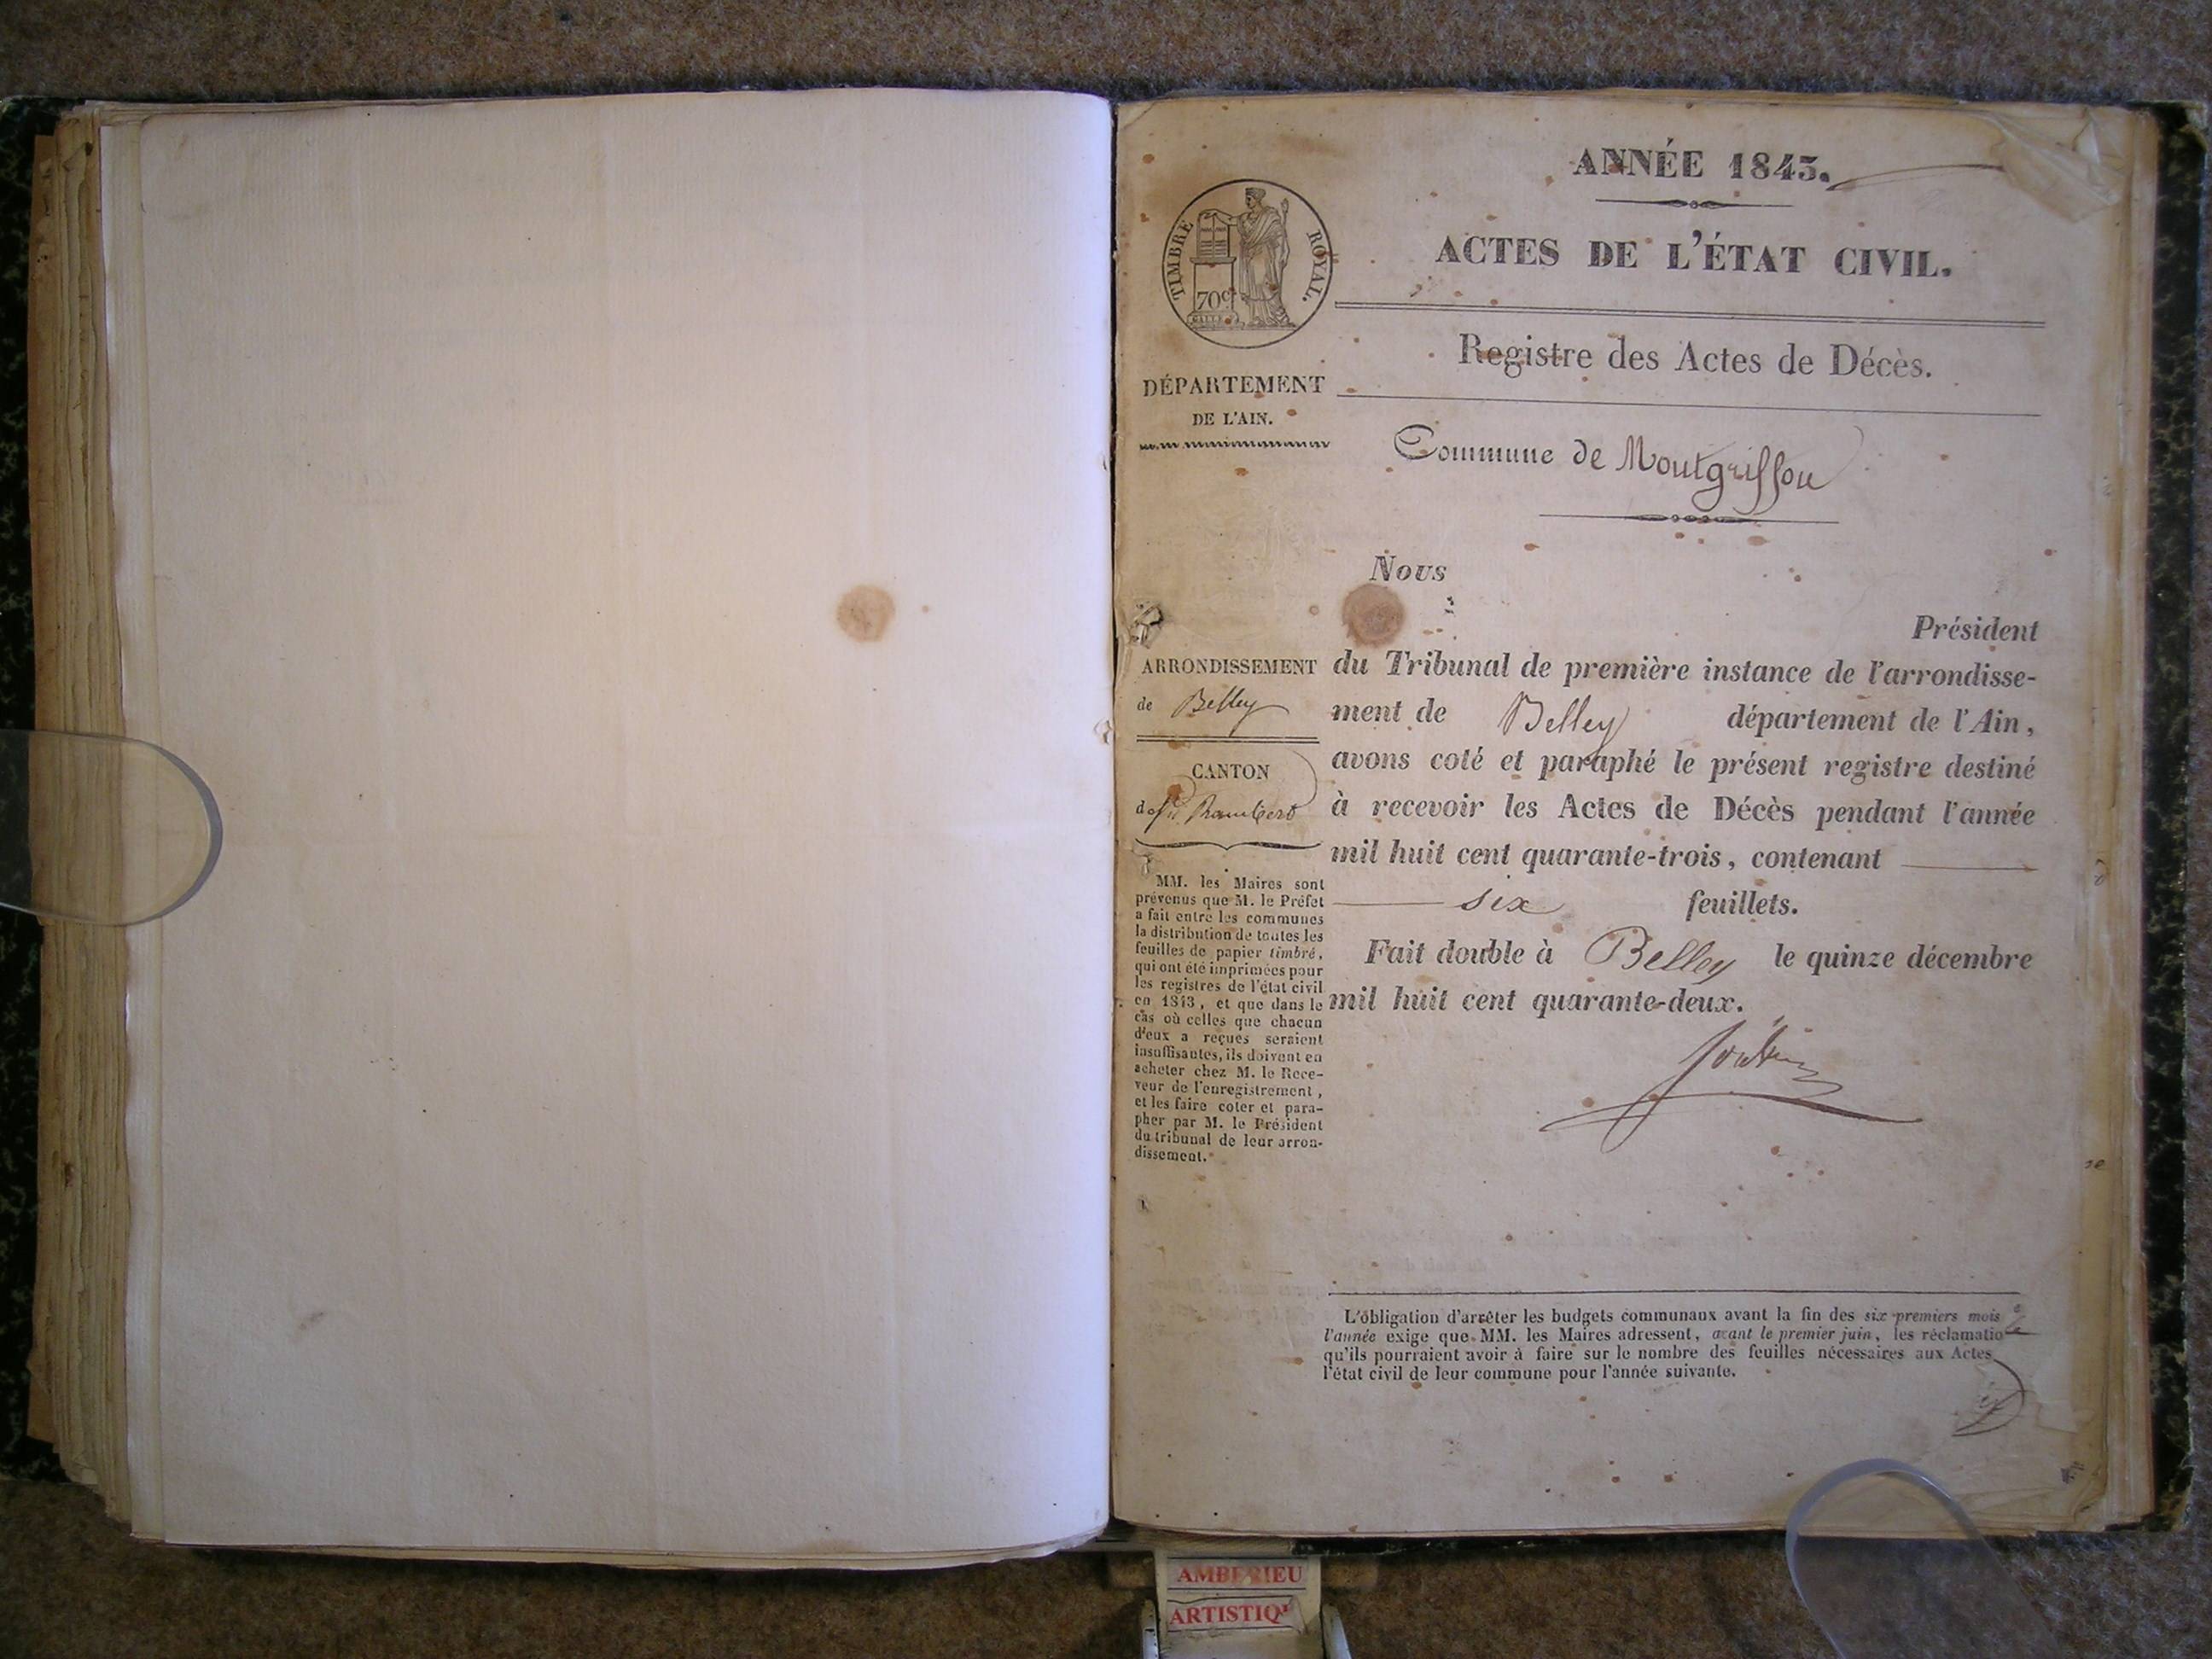 ANNÉE 1843.
ACTES DE L'ÉTAT CIVIL.
TIMBRE ROYAL.
70 cs
Registre des Actes de Décès.
DÉPARTEMENT
DE L'AIN.
Commune de Montgriffon
Nous
Président
ARRONDISSEMENT
de Belley
CANTON
de St. Rambert
du Tribunal de première instance de l'arrondisse-
ment de Belley département de l'Ain,
avons coté et paraphé le présent registre destiné
à recevoir les Actes de Décès pendant l'année
mil huit cent quarante-trois, contenant
six feuillets.
Fait double à Belley le quinze décembre
mil huit cent quarante-deux.
MM. les Maires sont
prévenus que M. le Préfet
a fait entre les communes
la distribution de toutes les
feuilles de papier timbré,
qui ont été imprimées pour
les registres de l'état civil
en 1843, et que dans le
cas où celles que chacun
d'eux a reçues seraient
insuffisantes, ils doivent en
acheter chez M. le Rece-
veur de l'enregistrement,
et les faire coter et para-
pher par M. le Président
du tribunal de leur arron-
dissement.
L'obligation d'arrêter les budgets communaux avant la fin des six premiers mois
l'année exige que MM. les Maires adressent, avant le premier juin, les réclamatio
qu'ils pourraient avoir à faire sur le nombre des feuilles nécessaires aux Actes
l'état civil de leur commune pour l'année suivante.
AMBERIEU
ARTISTIQ